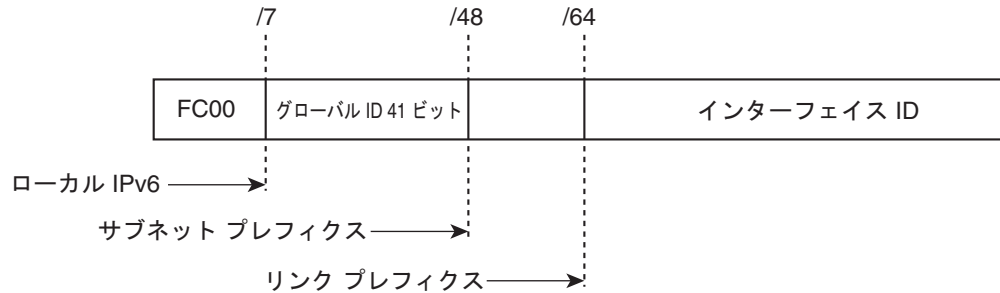 /7 /48 /64
FC00 グローバル ID 41 ビット インターフェイス ID
ローカル IPv6
サブネット プレフィクス
リンク プレフィクス